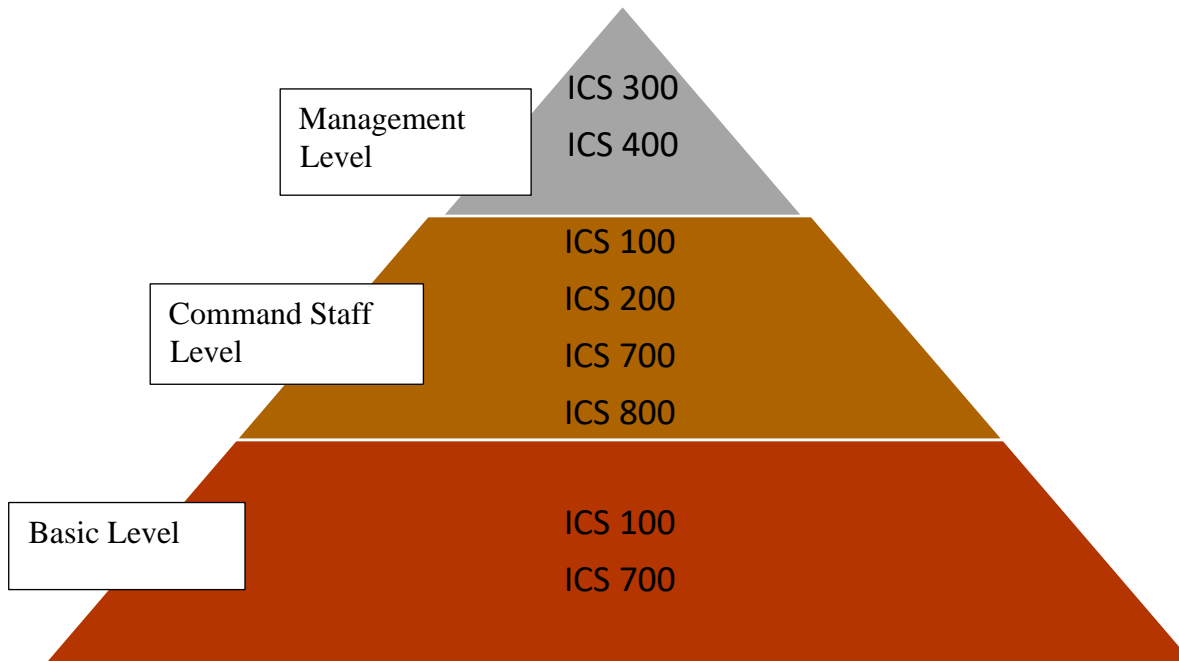 ICS 300
Management
Level
ICS 400
ICS 100
Command Staff
Level
ICS 200
ICS 700
ICS 800
Basic Level
ICS 100
ICS 700